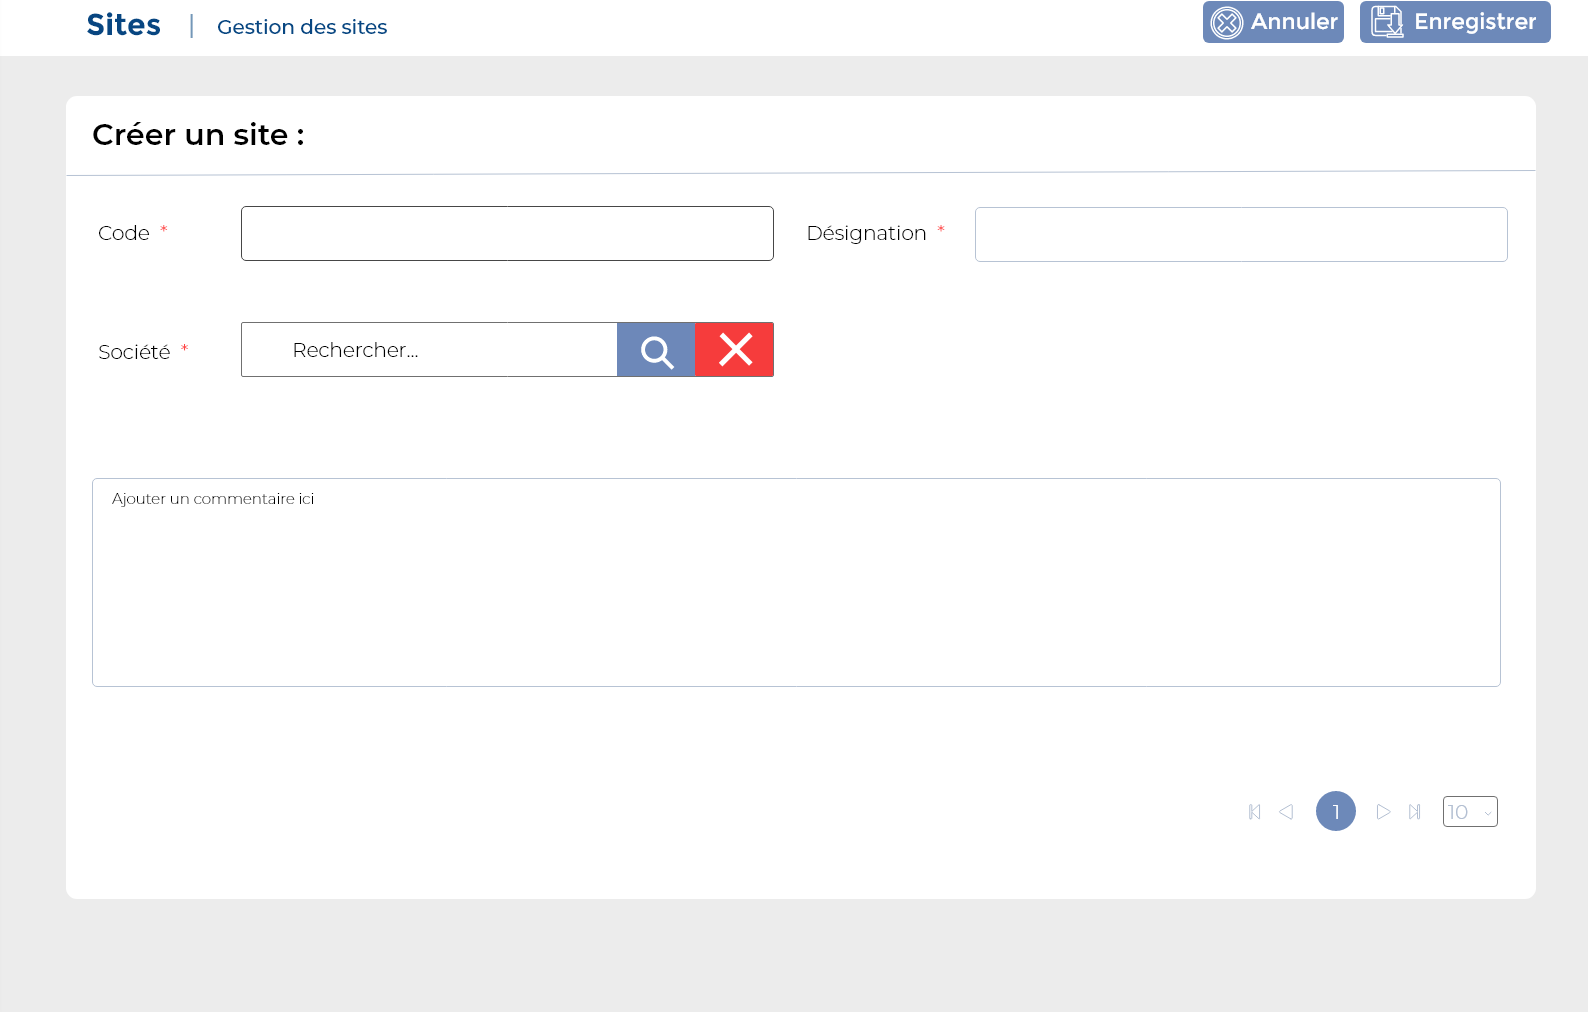 Sites | Gestion des sites Annuler Enregistrer
Créer un site :
Code * Désignation *
Société * Rechercher...
Ajouter un commentaire ici
1 10